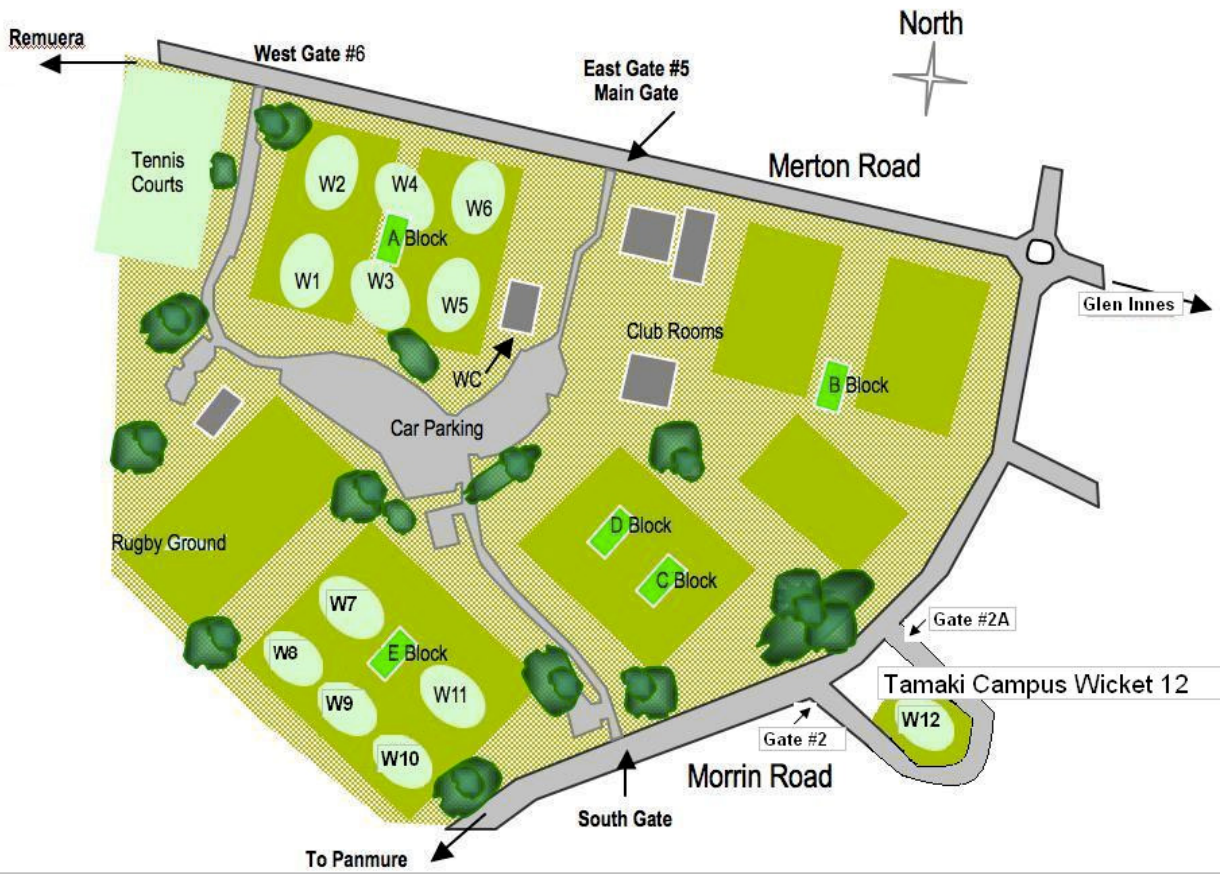 North
Remuera
West Gate #6
East Gate #5
Main Gate
Merton Road
Tennis
Courts
W2
W4
W6
A Block
W1
W3
W5
Glen Innes
Club Rooms
WC
B Block
Car Parking
D Block
Rugby Ground
C Block
W7
Gate #2A
W8
E Block
W11
Tamaki Campus Wicket 12
W9
W12
Gate #2
W10
Morrin Road
South Gate
To Panmure